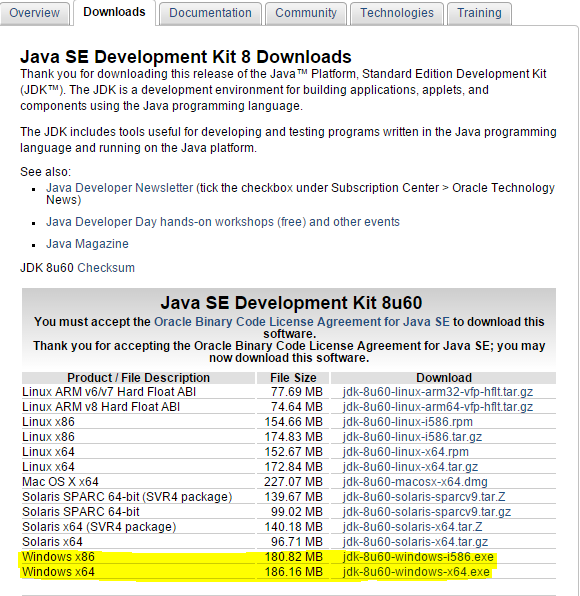 Overview Downloads Documentation Community Technologies Training
Java SE Development Kit 8 Downloads
Thank you for downloading this release of the Java™ Platform, Standard Edition Development Kit
(JDK™). The JDK is a development environment for building applications, applets, and
components using the Java programming language.
The JDK includes tools useful for developing and testing programs written in the Java programming
language and running on the Java platform.
See also:
Java Developer Newsletter (tick the checkbox under Subscription Center > Oracle Technology
News)
Java Developer Day hands-on workshops (free) and other events
Java Magazine
JDK 8u60 Checksum
Java SE Development Kit 8u60
You must accept the Oracle Binary Code License Agreement for Java SE to download this
software.
Thank you for accepting the Oracle Binary Code License Agreement for Java SE; you may
now download this software.
Product / File Description File Size Download
Linux ARM v6/v7 Hard Float ABI 77.69 MB jdk-8u60-linux-arm32-vfp-hflt.tar.gz
Linux ARM v8 Hard Float ABI 74.64 MB jdk-8u60-linux-arm64-vfp-hflt.tar.gz
Linux x86 154.66 MB jdk-8u60-linux-i586.rpm
Linux x86 174.83 MB jdk-8u60-linux-i586.tar.gz
Linux x64 152.67 MB jdk-8u60-linux-x64.rpm
Linux x64 172.84 MB jdk-8u60-linux-x64.tar.gz
Mac OS X x64 227.07 MB jdk-8u60-macosx-x64.dmg
Solaris SPARC 64-bit (SVR4 package) 139.67 MB jdk-8u60-solaris-sparcv9.tar.Z
Solaris SPARC 64-bit 99.02 MB jdk-8u60-solaris-sparcv9.tar.gz
Solaris x64 (SVR4 package) 140.18 MB jdk-8u60-solaris-x64.tar.Z
Solaris x64 96.71 MB jdk-8u60-solaris-x64.tar.gz
Windows x86 180.82 MB jdk-8u60-windows-i586.exe
Windows x64 186.16 MB jdk-8u60-windows-x64.exe